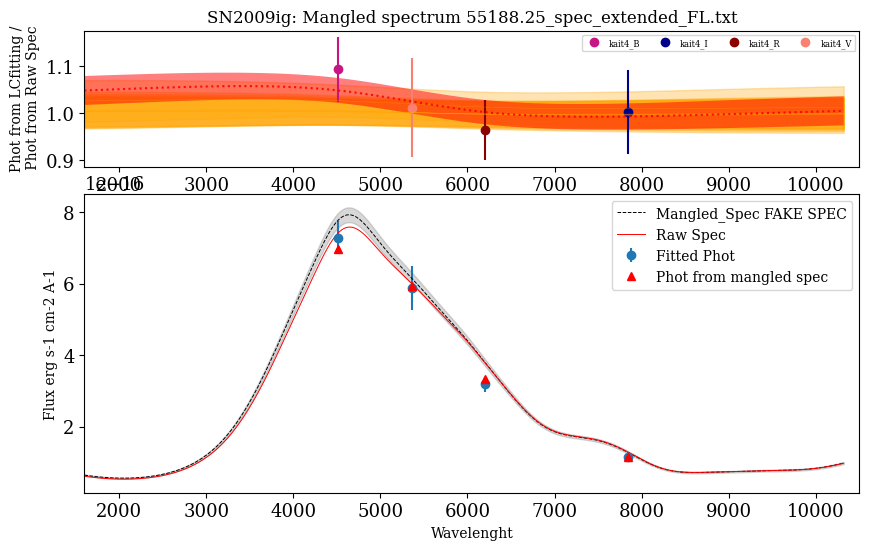 SN2009ig: Mangled spectrum 55188.25_spec_extended_FL.txt
Phot from LCfitting /
Phot from Raw Spec
kait4_B kait4_I kait4_R kait4_V
1.1
1.0
0.9
2000 3000 4000 5000 6000 7000 8000 9000 10000
1e−16
Mangled_Spec FAKE SPEC
Raw Spec
Fitted Phot
Phot from mangled spec
Flux erg s-1 cm-2 A-1
8
6
4
2
2000 3000 4000 5000 6000 7000 8000 9000 10000
Wavelenght